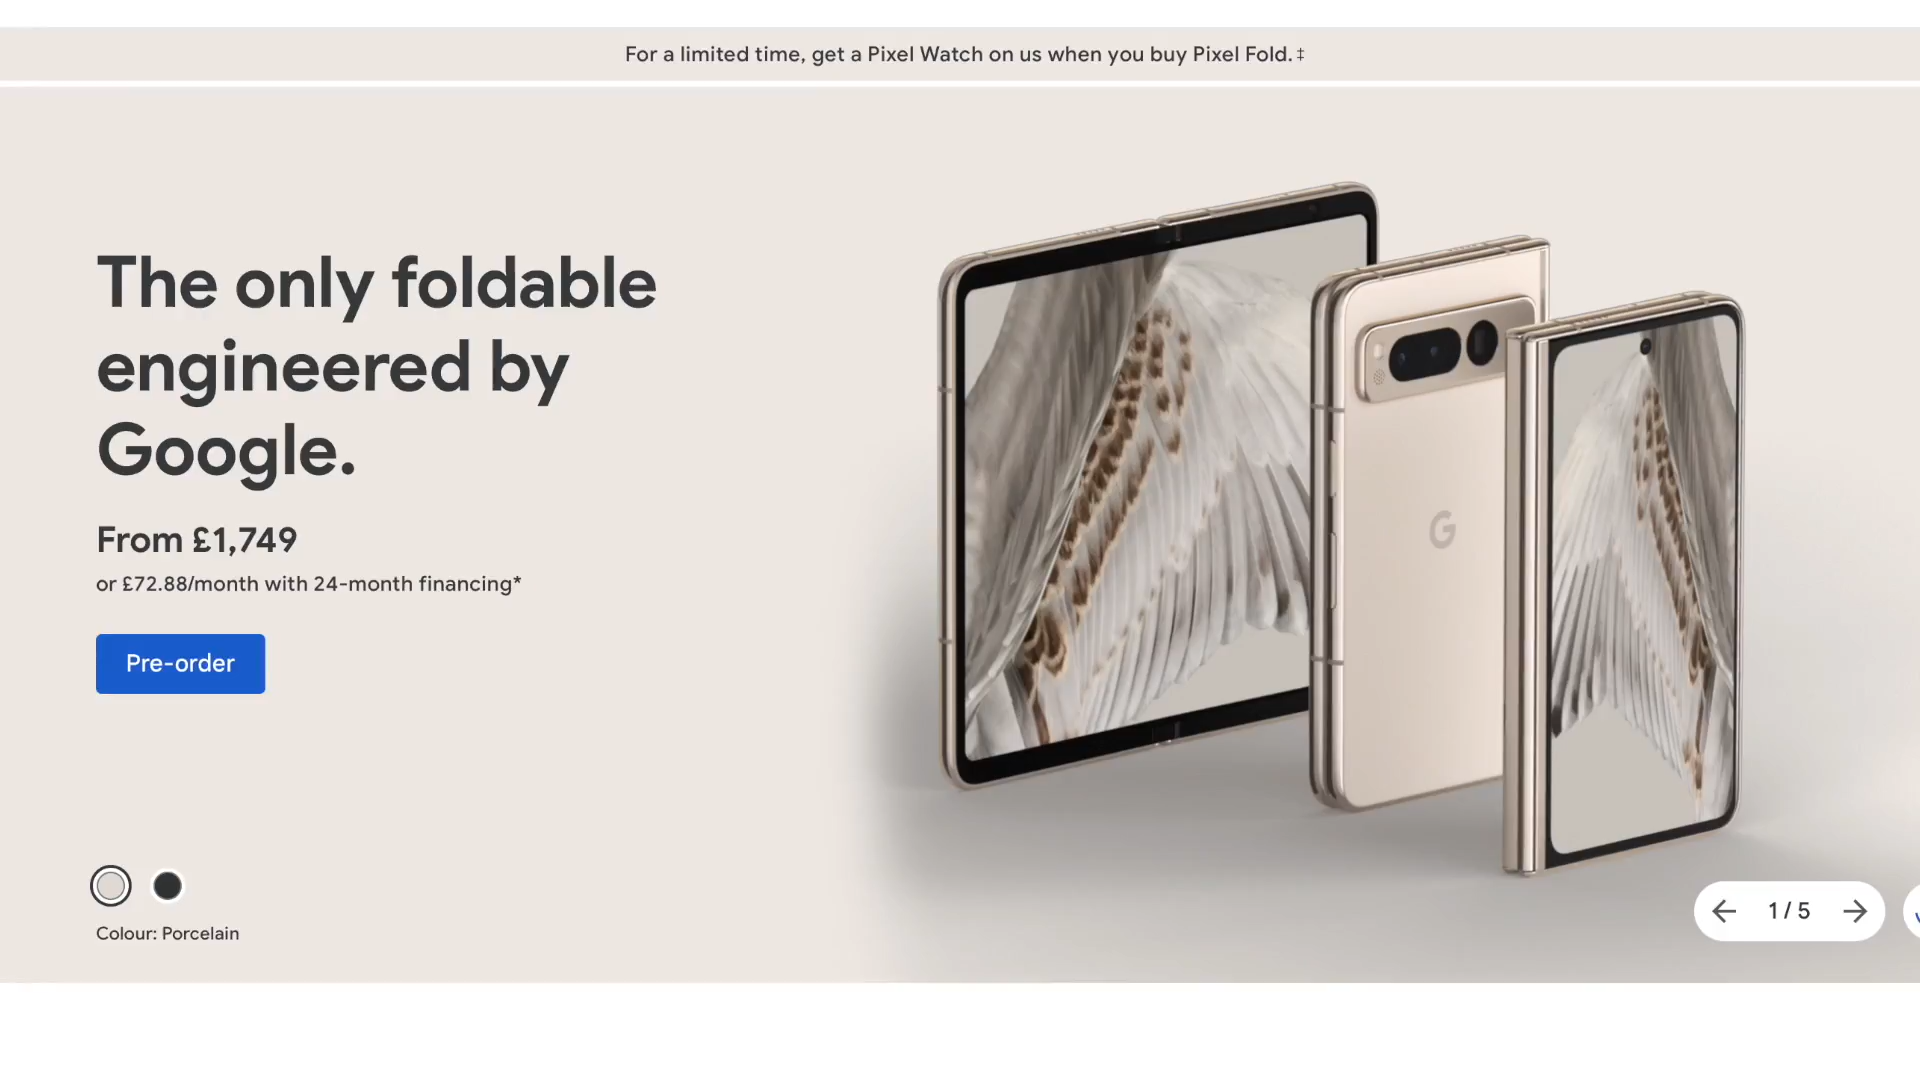 For a limited time, get a Pixel Watch on us when you buy Pixel Fold.‡
The only foldable
engineered by
Google.
From £1,749
or £72.88/month with 24-month financing*
Pre-order
G
Colour: Porcelain
1 / 5